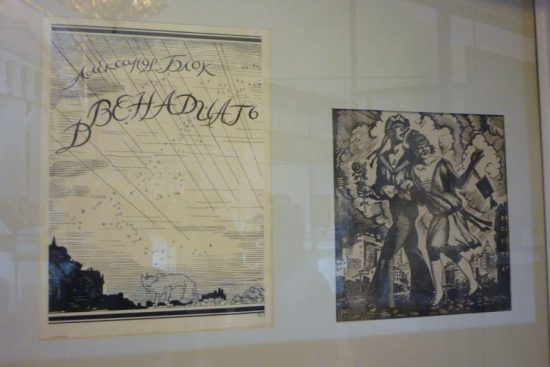 Александр Блок
Двенадцать